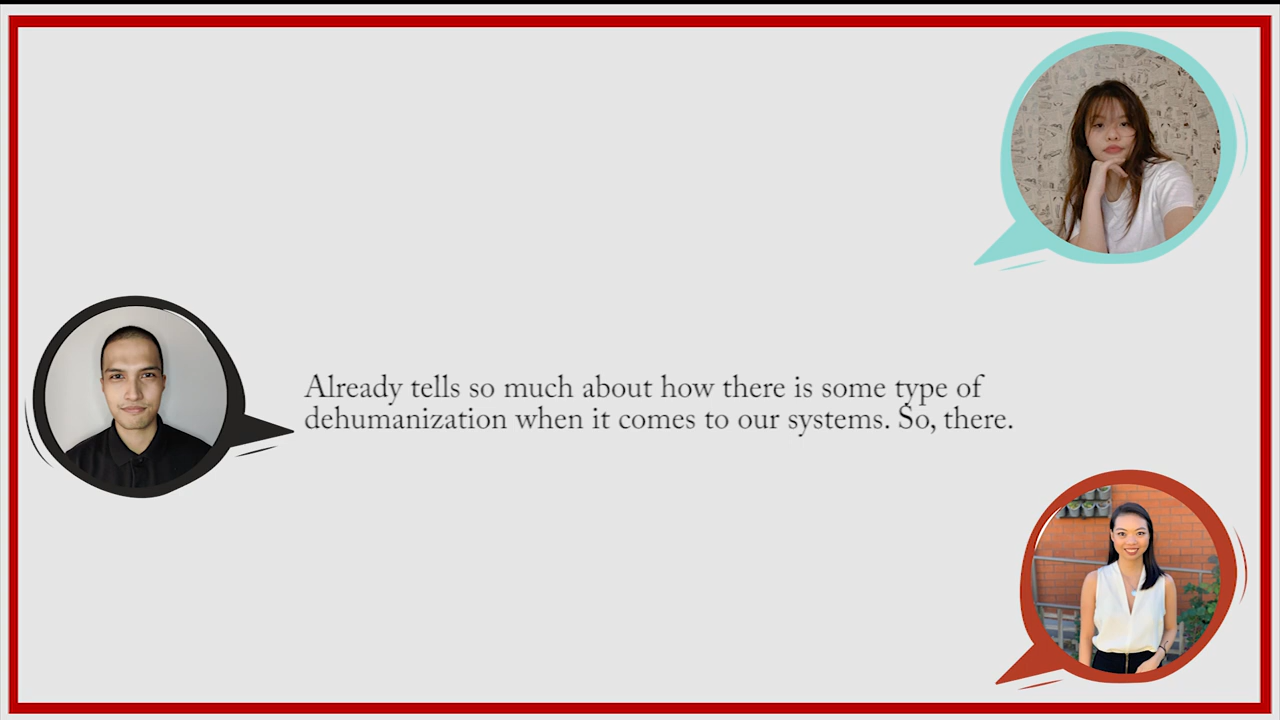 Already tells so much about how there is some type of
dehumanization when it comes to our systems. So, there.